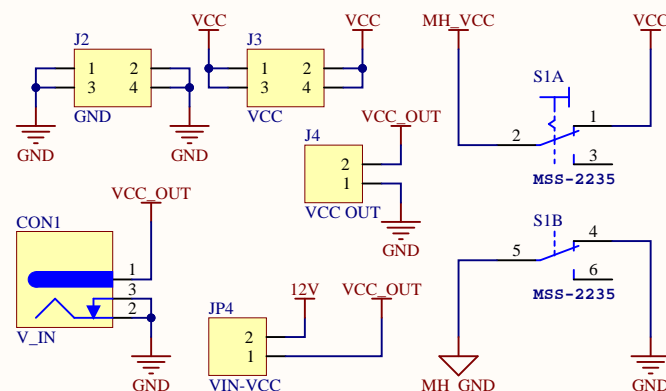 VCC
VCC
MH_VCC
VCC
J2
J3
1 2
3 4
1 2
3 4
GND
VCC
GND
GND
S1A
1
2
3
MSS-2235
J4
VCC_OUT
2
1
VCC OUT
GND
VCC_OUT
CON1
1
3
2
V_IN
GND
12V
VCC_OUT
JP4
2
1
VIN-VCC
S1B
4
5
6
MSS-2235
MH_GND
GND